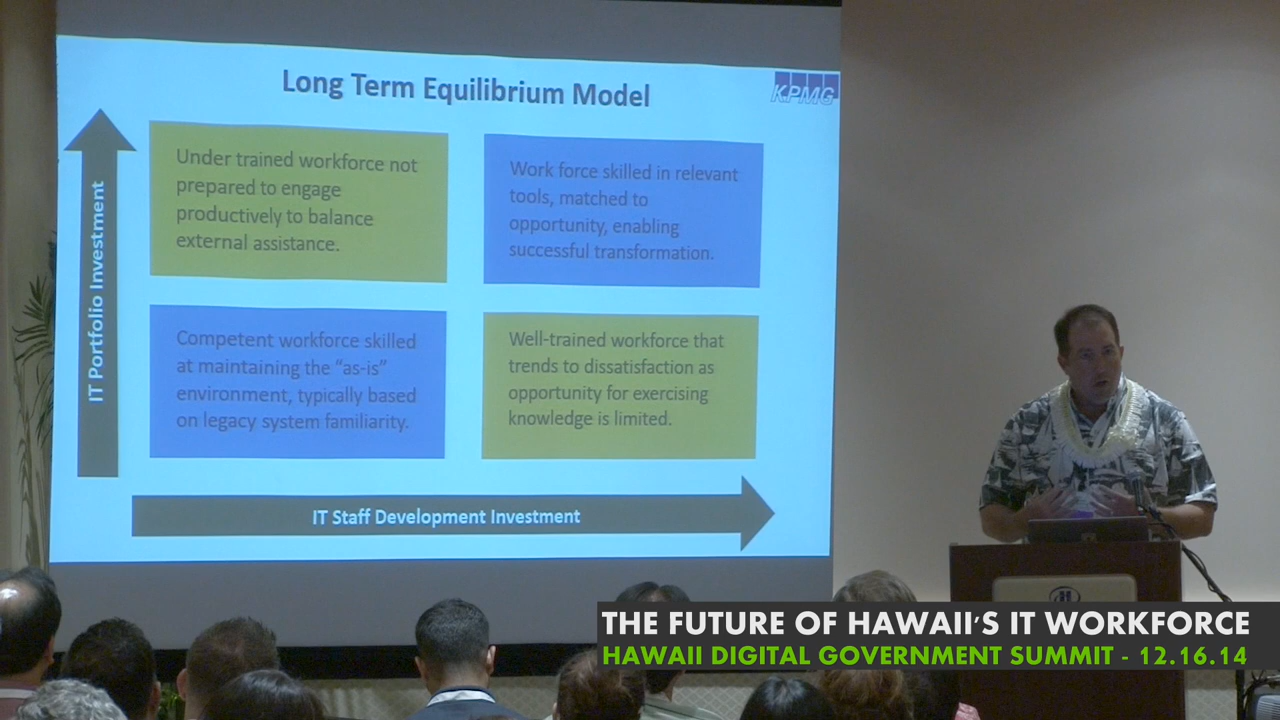 Long Term Equilibrium Model
KPMG
IT Portfolio Investment
Under trained workforce not
prepared to engage
productively to balance
external assistance.
Work force skilled in relevant
tools, matched to
opportunity, enabling
successful transformation.
Competent workforce skilled
at maintaining the “as-is”
environment, typically based
on legacy system familiarity.
Well-trained workforce that
trends to dissatisfaction as
opportunity for exercising
knowledge is limited.
IT Staff Development Investment
H
THE FUTURE OF HAWAII'S IT WORKFORCE
HAWAII DIGITAL GOVERNMENT SUMMIT - 12.16.14